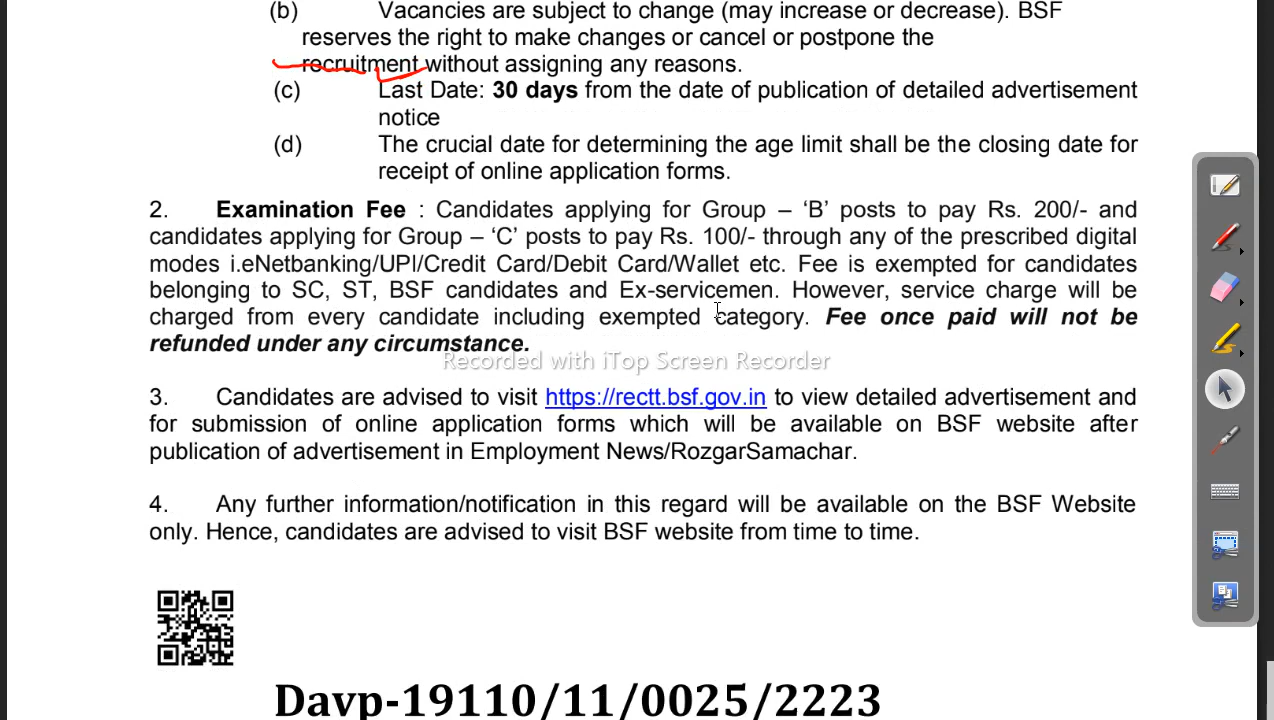 (b) Vacancies are subject to change (may increase or decrease). BSF
reserves the right to make changes or cancel or postpone the
recruitment without assigning any reasons.
(c) Last Date: 30 days from the date of publication of detailed advertisement
notice
(d) The crucial date for determining the age limit shall be the closing date for
receipt of online application forms.
2. Examination Fee : Candidates applying for Group – ‘B’ posts to pay Rs. 200/- and
candidates applying for Group – ‘C’ posts to pay Rs. 100/- through any of the prescribed digital
modes i.eNetbanking/UPI/Credit Card/Debit Card/Wallet etc. Fee is exempted for candidates
belonging to SC, ST, BSF candidates and Ex-servicemen. However, service charge will be
charged from every candidate including exempted category. Fee once paid will not be
refunded under any circumstance.
Recorded with iTop Screen Recorder
3. Candidates are advised to visit https://rectt.bsf.gov.in to view detailed advertisement and
for submission of online application forms which will be available on BSF website after
publication of advertisement in Employment News/RozgarSamachar.
4. Any further information/notification in this regard will be available on the BSF Website
only. Hence, candidates are advised to visit BSF website from time to time.
Davp-19110/11/0025/2223